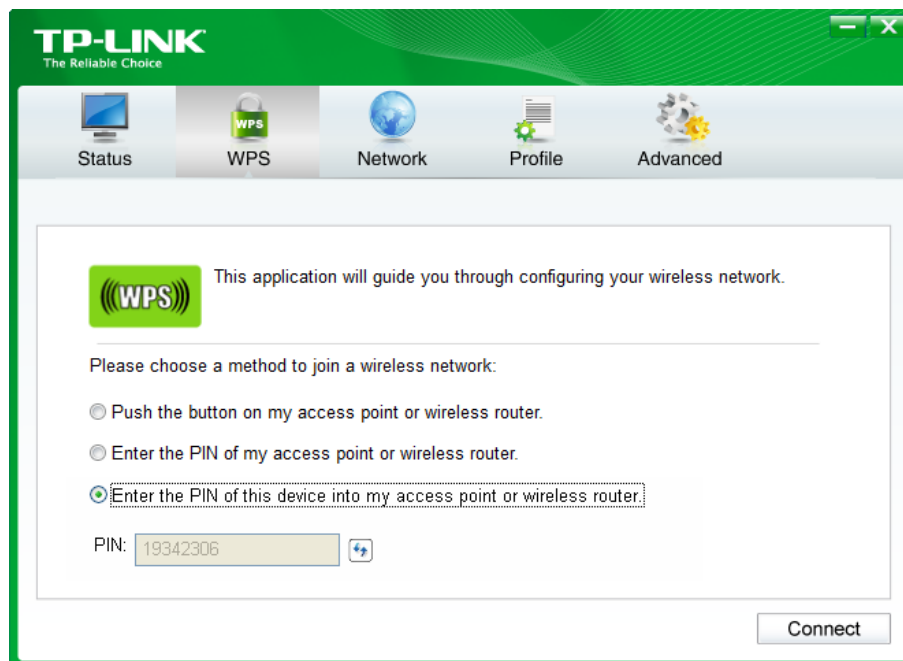 TP-LINK
The Reliable Choice
WPS
Status
WPS
Network
Profile
Advanced
(((WPS)))
This application will guide you through configuring your wireless network.
Please choose a method to join a wireless network:
Push the button on my access point or wireless router.
Enter the PIN of my access point or wireless router.
Enter the PIN of this device into my access point or wireless router.
PIN: 19342306
Connect